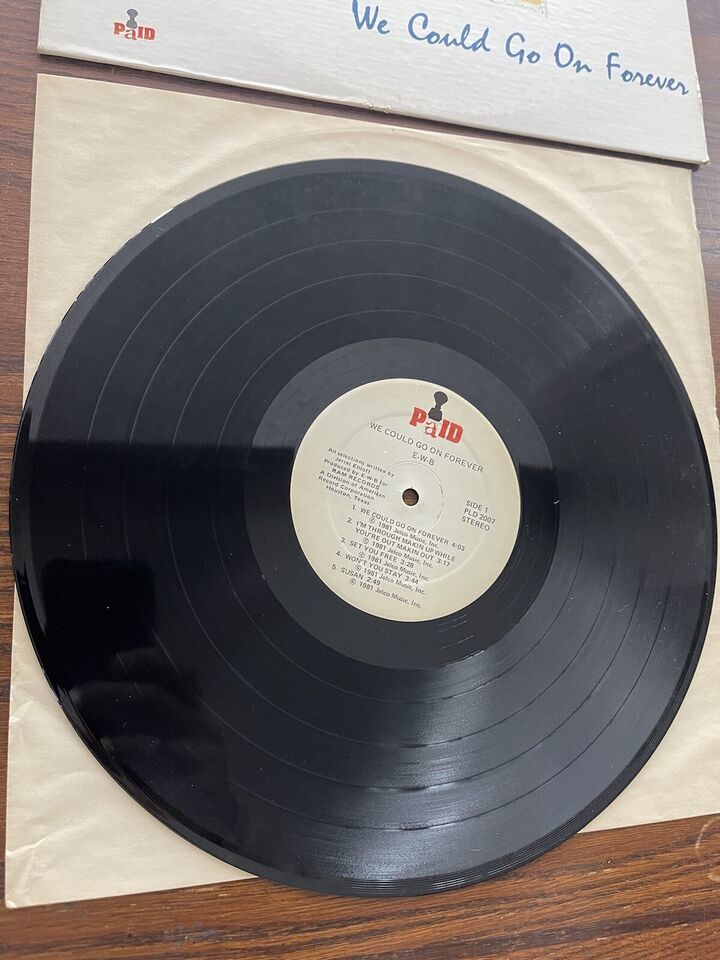 PaID
We Could Go On Forever
PaID
WE COULD GO ON FOREVER
E-W-B
All selections written by
Jerret Elliott
Produced by E-W-B for
RAM RECORDS
A Division of American
Record Corporation
Houston, Texas
SIDE 1
PLD 2007
STEREO
1. WE COULD GO ON FOREVER 4:03
© 1981 Jelco Music, Inc.
2. I'M THROUGH MAKIN UP WHILE
YOU'RE OUT MAKIN OUT 3:17
© 1981 Jelco Music, Inc.
3. SET YOU FREE 3:28
© 1981 Jelco Music, Inc.
4. WON'T YOU STAY 3:44
© 1981 Jelco Music, Inc.
5. SUSAN 2:49
© 1981 Jelco Music, Inc.